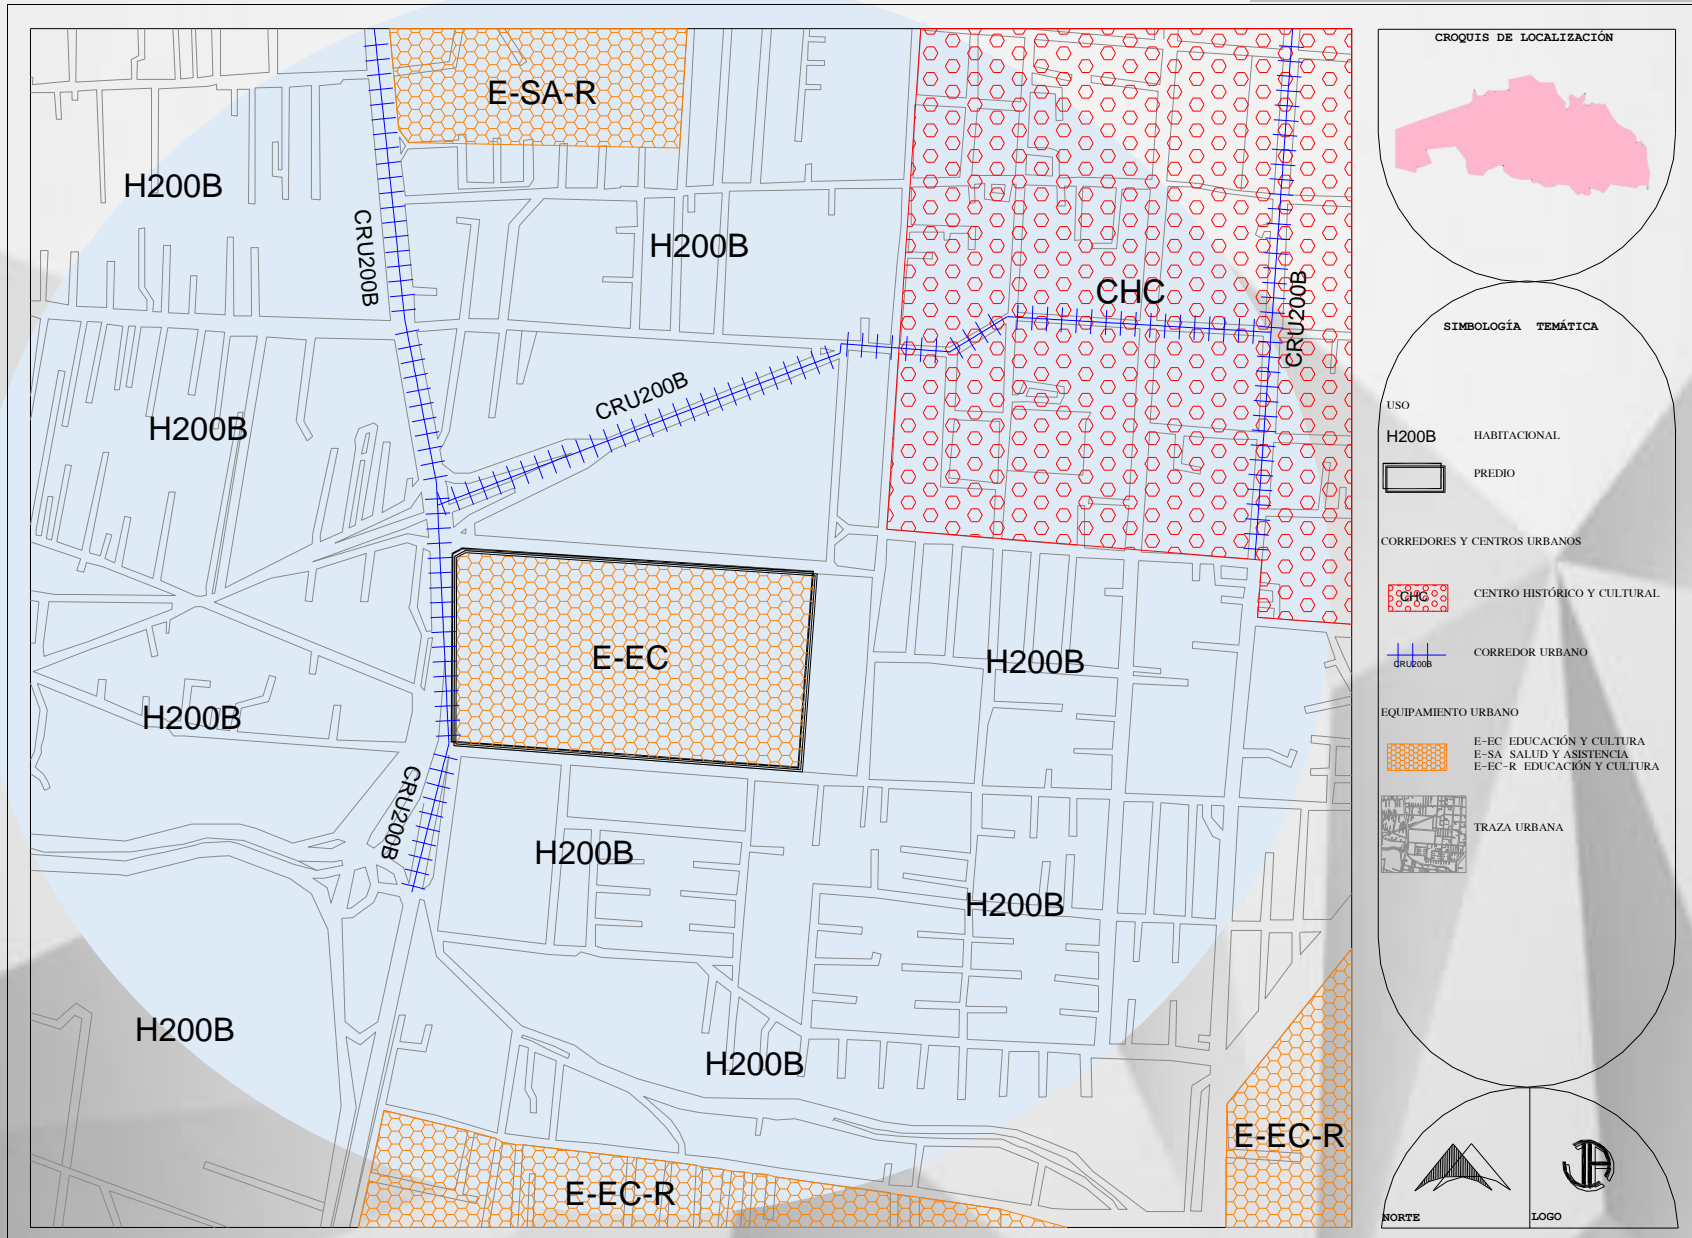 E-SA-R
H200B
CRU200B
H200B
CHC
CRU200B
CRU200B
H200B
E-EC
H200B
H200B
CRU200B
H200B
H200B
H200B
H200B
E-EC-R
E-EC-R
CROQUIS DE LOCALIZACIÓN
SIMBOLOGÍA TEMÁTICA
USO
H200B HABITACIONAL
PREDIO
CORREDORES Y CENTROS URBANOS
CHC CENTRO HISTÓRICO Y CULTURAL
CRU200B CORREDOR URBANO
EQUIPAMIENTO URBANO
E-EC EDUCACIÓN Y CULTURA
E-SA SALUD Y ASISTENCIA
E-EC-R EDUCACIÓN Y CULTURA
TRAZA URBANA
NORTE
LOGO